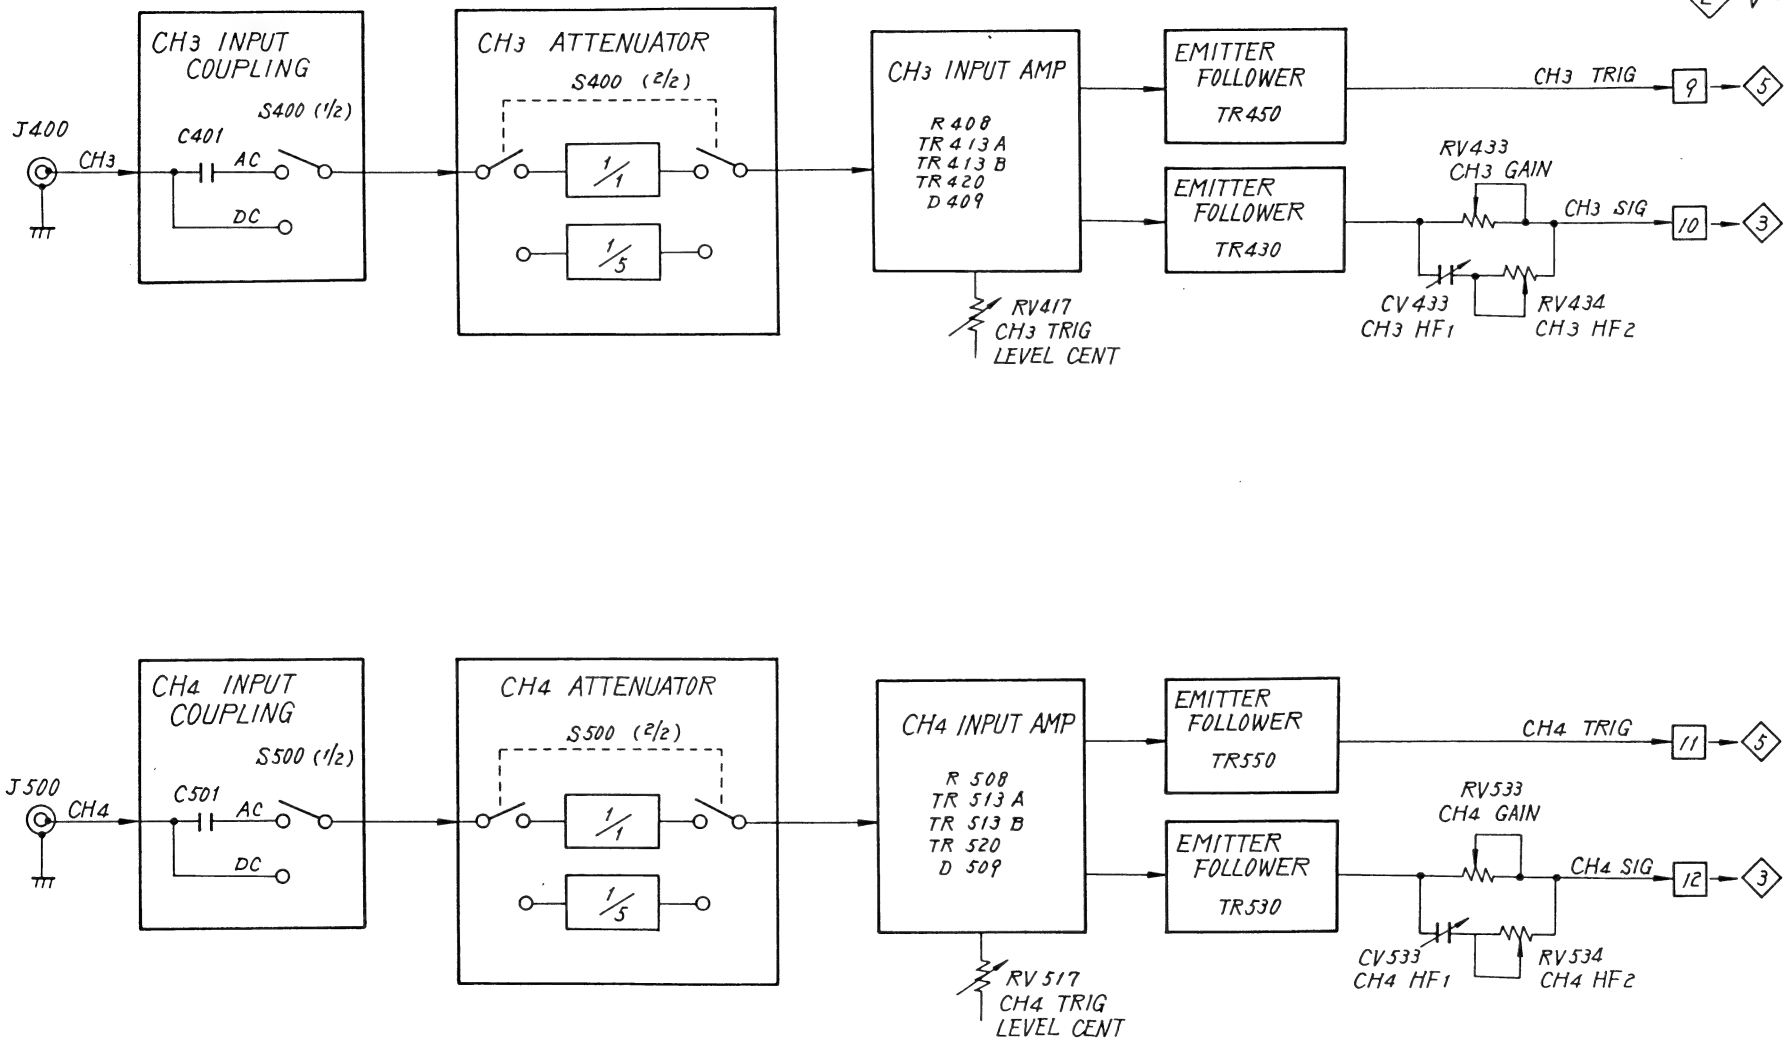 CH3 INPUT
COUPLING
S400 (1/2)
J400
CH3
C401
AC
DC
CH3 ATTENUATOR
S400 (2/2)
1/1
1/5
CH3 INPUT AMP
R408
TR413A
TR413B
TR420
D409
RV417
CH3 TRIG
LEVEL CENT
EMITTER
FOLLOWER
TR450
CH3 TRIG
9
5
EMITTER
FOLLOWER
TR430
RV433
CH3 GAIN
CH3 SIG
10
3
CV433
CH3 HF1
RV434
CH3 HF2
CH4 INPUT
COUPLING
S500 (1/2)
J500
CH4
C501
AC
DC
CH4 ATTENUATOR
S500 (2/2)
1/1
1/5
CH4 INPUT AMP
R 508
TR 513 A
TR 513 B
TR 520
D 509
RV517
CH4 TRIG
LEVEL CENT
EMITTER
FOLLOWER
TR550
CH4 TRIG
11
5
EMITTER
FOLLOWER
TR530
RV533
CH4 GAIN
CH4 SIG
12
3
CV533
CH4 HF1
RV534
CH4 HF2